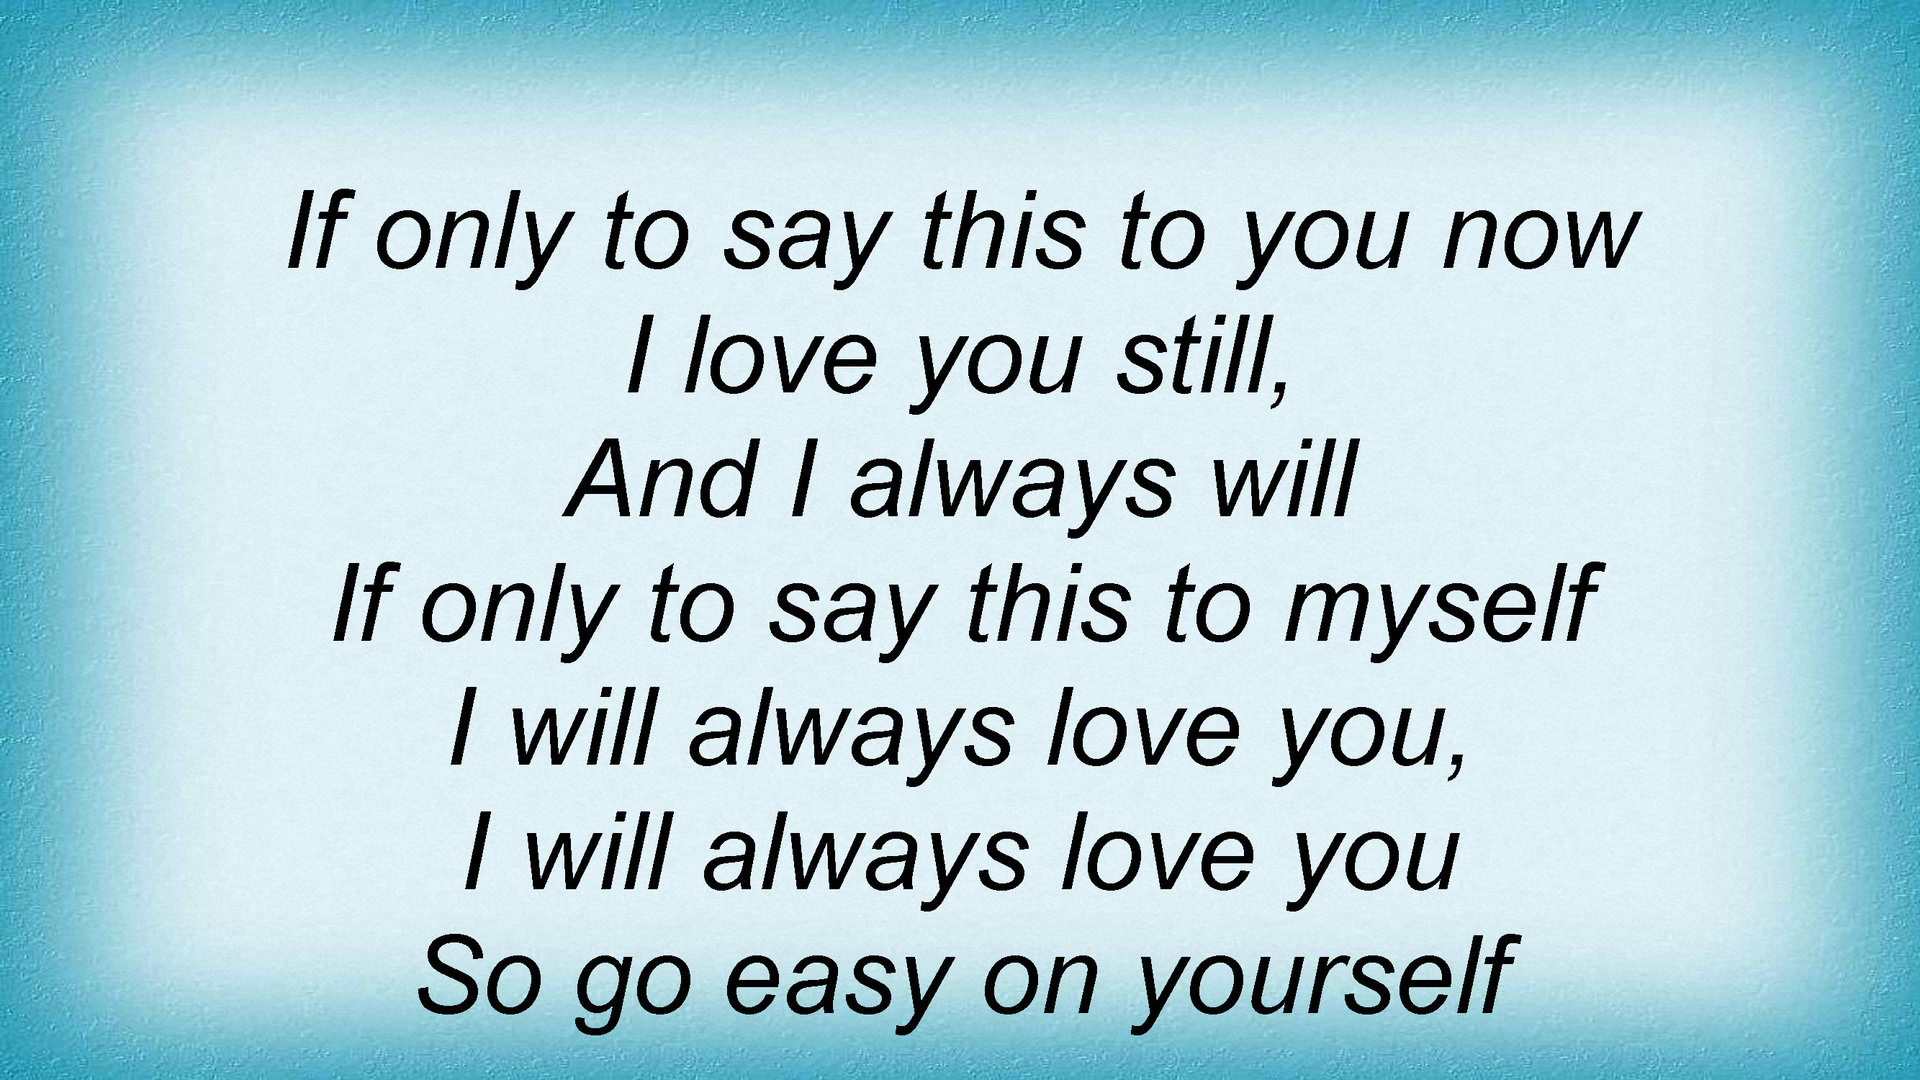 If only to say this to you now
I love you still,
And I always will
If only to say this to myself
I will always love you,
I will always love you
So go easy on yourself